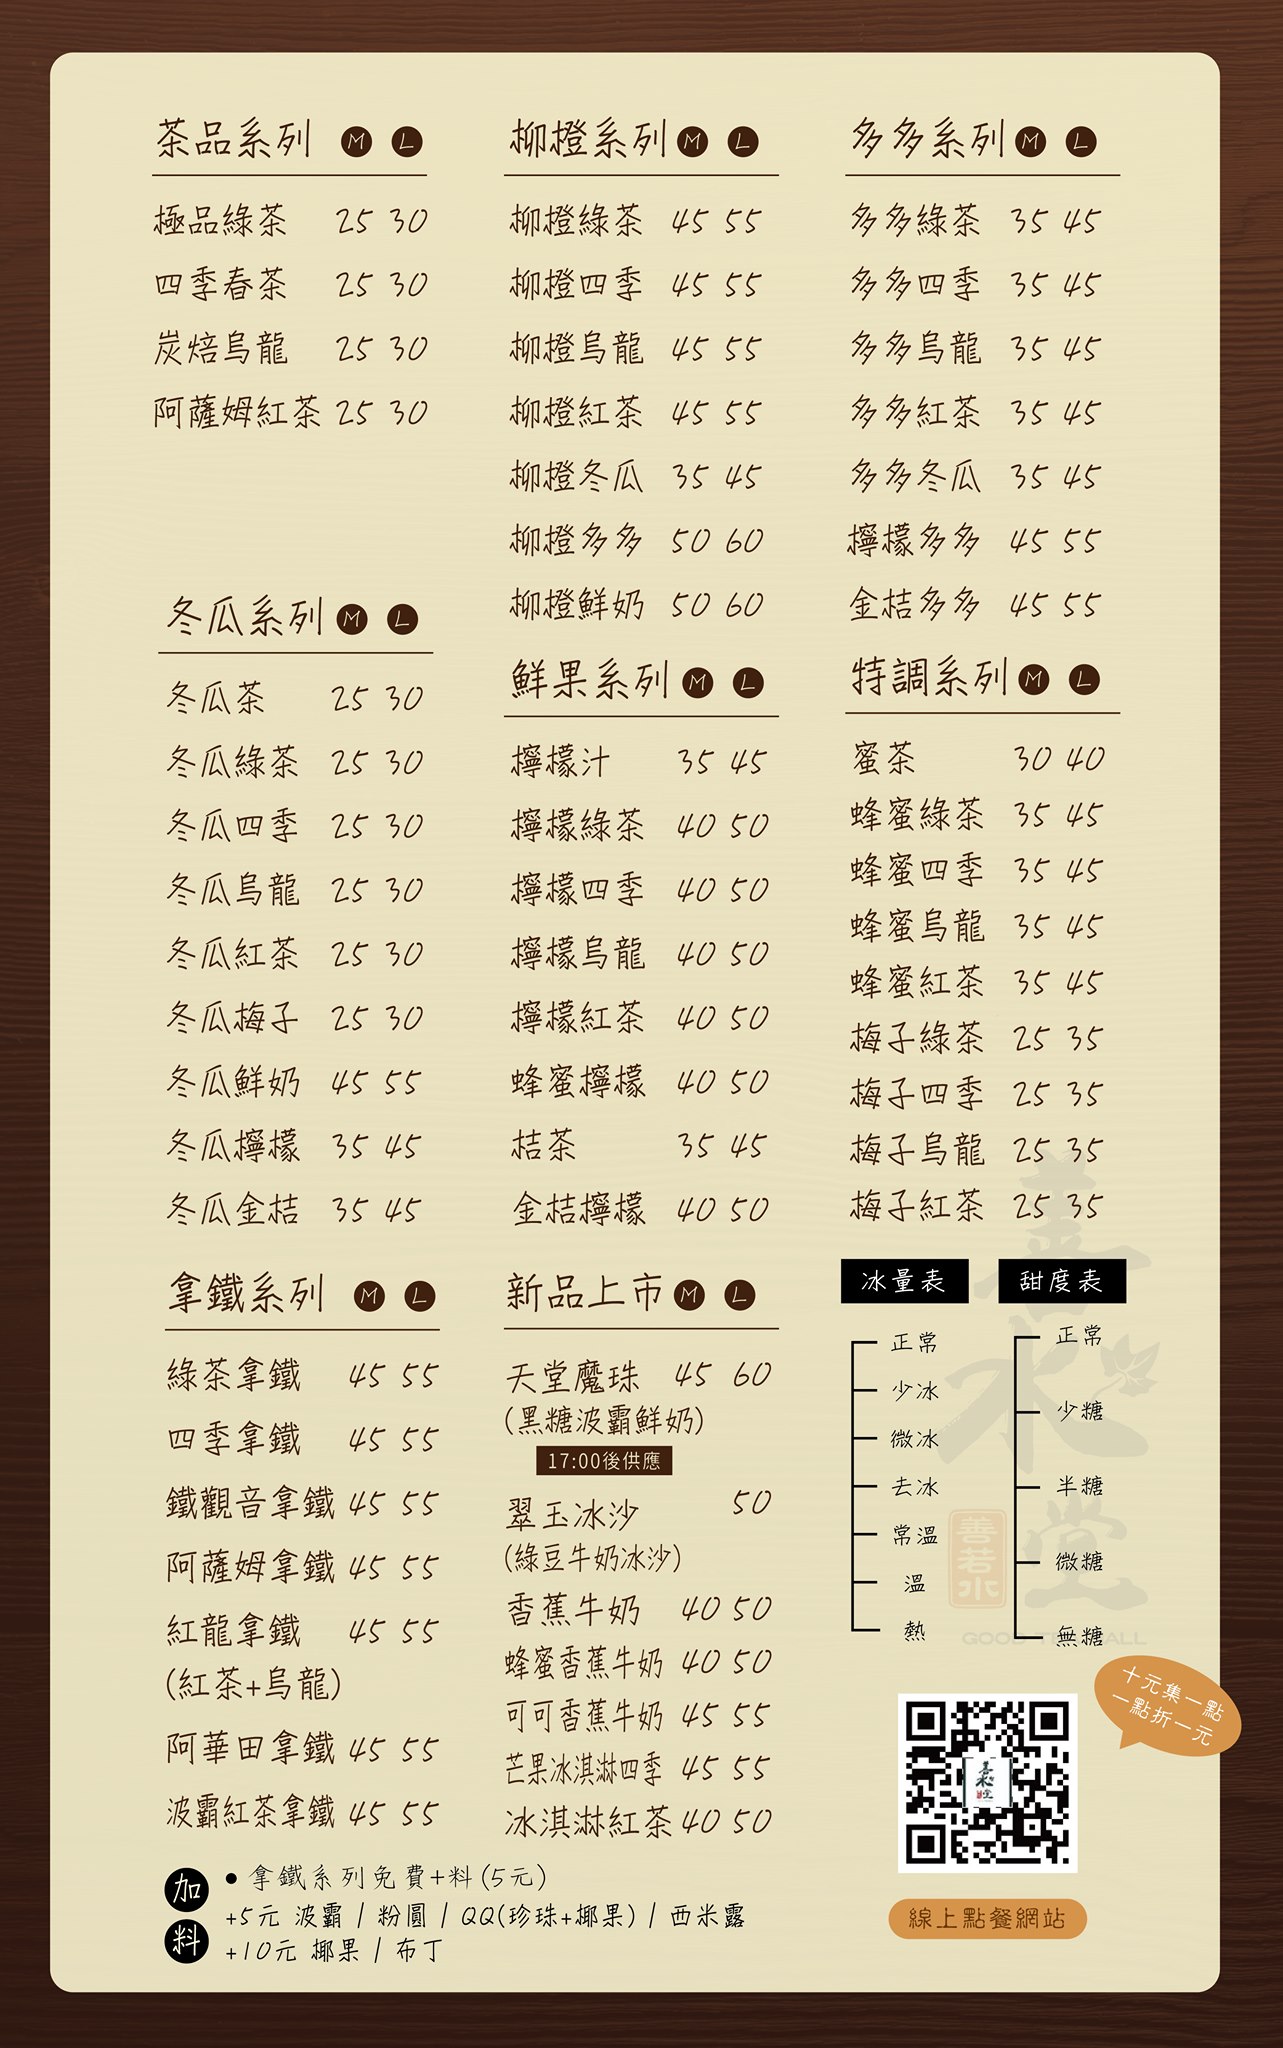 茶品系列 M L
極品綠茶 25 30
四季春茶 25 30
炭焙烏龍 25 30
阿薩姆紅茶 25 30
冬瓜系列 M L
冬瓜茶 25 30
冬瓜綠茶 25 30
冬瓜四季 25 30
冬瓜烏龍 25 30
冬瓜紅茶 25 30
冬瓜梅子 25 30
冬瓜鮮奶 45 55
冬瓜檸檬 35 45
冬瓜金桔 35 45
拿鐵系列 M L
綠茶拿鐵 45 55
四季拿鐵 45 55
鐵觀音拿鐵 45 55
阿薩姆拿鐵 45 55
紅龍拿鐵 45 55
(紅茶+烏龍)
阿華田拿鐵 45 55
波霸紅茶拿鐵 45 55
柳橙系列 M L
柳橙綠茶 45 55
柳橙四季 45 55
柳橙烏龍 45 55
柳橙紅茶 45 55
柳橙冬瓜 35 45
柳橙多多 50 60
柳橙鮮奶 50 60
鮮果系列 M L
檸檬汁 35 45
檸檬綠茶 40 50
檸檬四季 40 50
檸檬烏龍 40 50
檸檬紅茶 40 50
蜂蜜檸檬 40 50
桔茶 35 45
金桔檸檬 40 50
新品上市 M L
天堂魔珠 45 60
(黑糖波霸鮮奶)
17:00後供應
翠玉冰沙 50
(綠豆牛奶冰沙)
香蕉牛奶 40 50
蜂蜜香蕉牛奶 40 50
可可香蕉牛奶 45 55
芒果冰淇淋四季 45 55
冰淇淋紅茶 40 50
多多系列 M L
多多綠茶 35 45
多多四季 35 45
多多烏龍 35 45
多多紅茶 35 45
多多冬瓜 35 45
檸檬多多 45 55
金桔多多 45 55
特調系列 M L
蜜茶 30 40
蜂蜜綠茶 35 45
蜂蜜四季 35 45
蜂蜜烏龍 35 45
蜂蜜紅茶 35 45
梅子綠茶 25 35
梅子四季 25 35
梅子烏龍 25 35
梅子紅茶 25 35
冰量表
正常
少冰
微冰
去冰
常溫
溫
熱
甜度表
正常
少糖
半糖
微糖
無糖
善水堂
善若水
十元集一點
一點折一元
善水堂
線上點餐網站
加料
• 拿鐵系列免費+料(5元)
+5元 波霸 | 粉圓 | QQ(珍珠+椰果) | 西米露
+10元 椰果 | 布丁